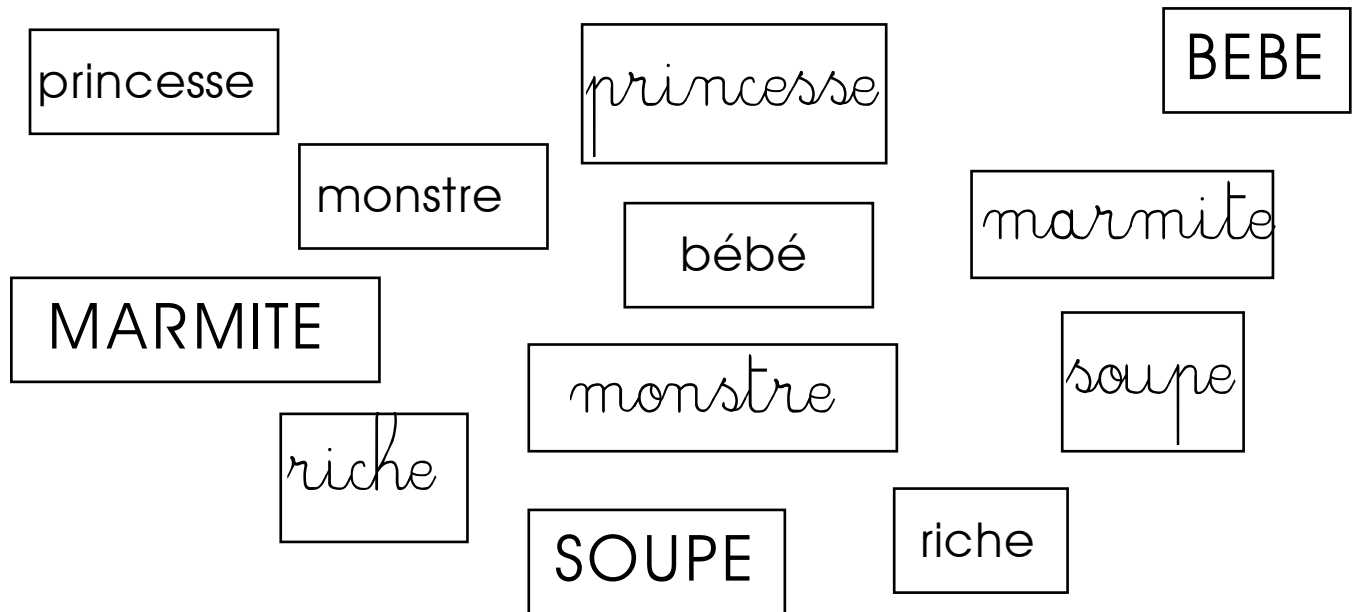 princesse
princesse
BEBE
monstre
marmite
bébé
MARMITE
monstre
soupe
riche
riche
SOUPE